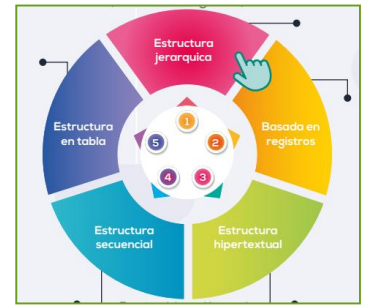 Estructura
jerarquica
Estructura
en tabla
Basada en
registros
1
5
2
4
3
Estructura
secuencial
Estructura
hipertextual